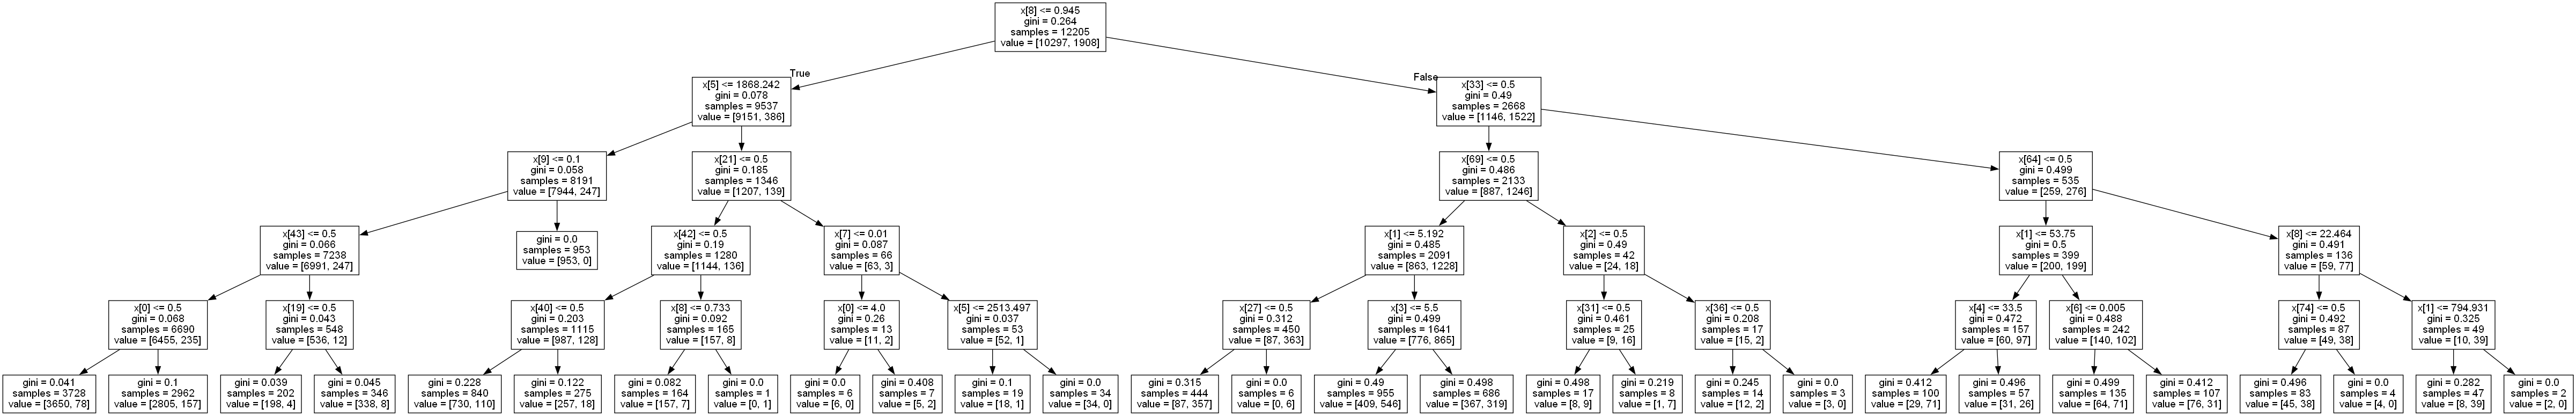 x[8] <= 0.945
gini = 0.264
samples = 12205
value = [10297, 1908]
True
False
x[5] <= 1868.242
gini = 0.078
samples = 9537
value = [9151, 386]
x[33] <= 0.5
gini = 0.49
samples = 2668
value = [1146, 1522]
x[9] <= 0.1
gini = 0.058
samples = 8191
value = [7944, 247]
x[21] <= 0.5
gini = 0.185
samples = 1346
value = [1207, 139]
x[69] <= 0.5
gini = 0.486
samples = 2133
value = [887, 1246]
x[64] <= 0.5
gini = 0.499
samples = 535
value = [259, 276]
x[43] <= 0.5
gini = 0.066
samples = 7238
value = [6991, 247]
gini = 0.0
samples = 953
value = [953, 0]
x[42] <= 0.5
gini = 0.19
samples = 1280
value = [1144, 136]
x[7] <= 0.01
gini = 0.087
samples = 66
value = [63, 3]
x[1] <= 5.192
gini = 0.485
samples = 2091
value = [863, 1228]
x[2] <= 0.5
gini = 0.49
samples = 42
value = [24, 18]
x[1] <= 53.75
gini = 0.5
samples = 399
value = [200, 199]
x[8] <= 22.464
gini = 0.491
samples = 136
value = [59, 77]
x[0] <= 0.5
gini = 0.068
samples = 6690
value = [6455, 235]
x[19] <= 0.5
gini = 0.043
samples = 548
value = [536, 12]
x[40] <= 0.5
gini = 0.203
samples = 1115
value = [987, 128]
x[8] <= 0.733
gini = 0.092
samples = 165
value = [157, 8]
x[0] <= 4.0
gini = 0.26
samples = 13
value = [11, 2]
x[5] <= 2513.497
gini = 0.037
samples = 53
value = [52, 1]
x[27] <= 0.5
gini = 0.312
samples = 450
value = [87, 363]
x[3] <= 5.5
gini = 0.499
samples = 1641
value = [776, 865]
x[31] <= 0.5
gini = 0.461
samples = 25
value = [9, 16]
x[36] <= 0.5
gini = 0.208
samples = 17
value = [15, 2]
x[4] <= 33.5
gini = 0.472
samples = 157
value = [60, 97]
x[6] <= 0.005
gini = 0.488
samples = 242
value = [140, 102]
x[74] <= 0.5
gini = 0.492
samples = 87
value = [49, 38]
x[1] <= 794.931
gini = 0.325
samples = 49
value = [10, 39]
gini = 0.041
samples = 3728
value = [3650, 78]
gini = 0.1
samples = 2962
value = [2805, 157]
gini = 0.039
samples = 202
value = [198, 4]
gini = 0.045
samples = 346
value = [338, 8]
gini = 0.228
samples = 840
value = [730, 110]
gini = 0.122
samples = 275
value = [257, 18]
gini = 0.082
samples = 164
value = [157, 7]
gini = 0.0
samples = 1
value = [0, 1]
gini = 0.0
samples = 6
value = [6, 0]
gini = 0.408
samples = 7
value = [5, 2]
gini = 0.1
samples = 19
value = [18, 1]
gini = 0.0
samples = 34
value = [34, 0]
gini = 0.315
samples = 444
value = [87, 357]
gini = 0.0
samples = 6
value = [0, 6]
gini = 0.49
samples = 955
value = [409, 546]
gini = 0.498
samples = 686
value = [367, 319]
gini = 0.498
samples = 17
value = [8, 9]
gini = 0.219
samples = 8
value = [1, 7]
gini = 0.245
samples = 14
value = [12, 2]
gini = 0.0
samples = 3
value = [3, 0]
gini = 0.412
samples = 100
value = [29, 71]
gini = 0.496
samples = 57
value = [31, 26]
gini = 0.499
samples = 135
value = [64, 71]
gini = 0.412
samples = 107
value = [76, 31]
gini = 0.496
samples = 83
value = [45, 38]
gini = 0.0
samples = 4
value = [4, 0]
gini = 0.282
samples = 47
value = [8, 39]
gini = 0.0
samples = 2
value = [2, 0]